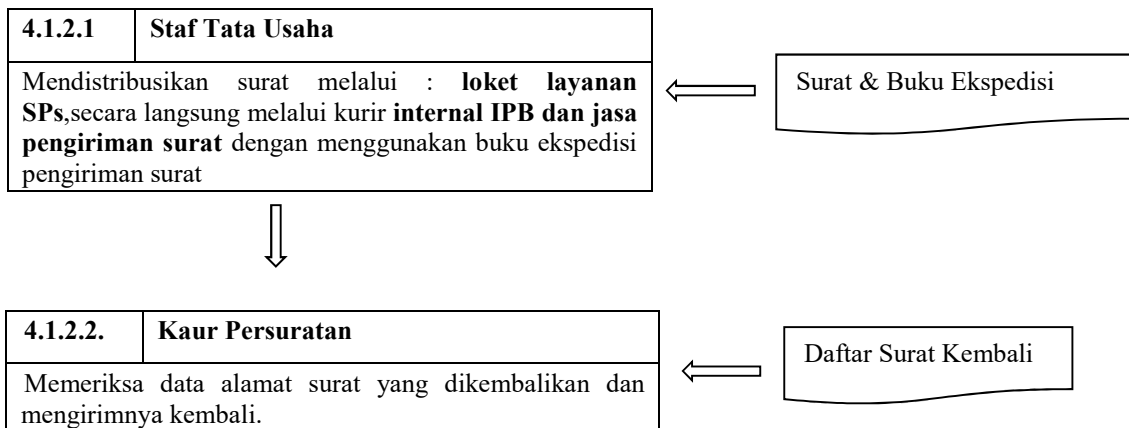 4.1.2.1 Staf Tata Usaha
Mendistribusikan surat melalui : loket layanan
SPs,secara langsung melalui kurir internal IPB dan jasa
pengiriman surat dengan menggunakan buku ekspedisi
pengiriman surat
Surat & Buku Ekspedisi
4.1.2.2. Kaur Persuratan
Memeriksa data alamat surat yang dikembalikan dan
mengirimnya kembali.
Daftar Surat Kembali